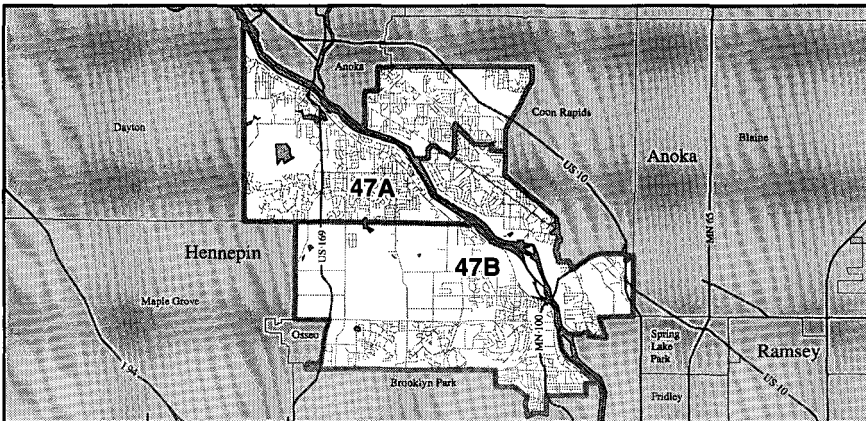 Anoka
Dayton
Coon Rapids
Blaine
Anoka
US 10
47A
MN 65
US 169
Hennepin
47B
Maple Grove
Osseo
MN 100
Spring
Lake
Park
Ramsey
I 94
Brooklyn Park
US 10
Fridley